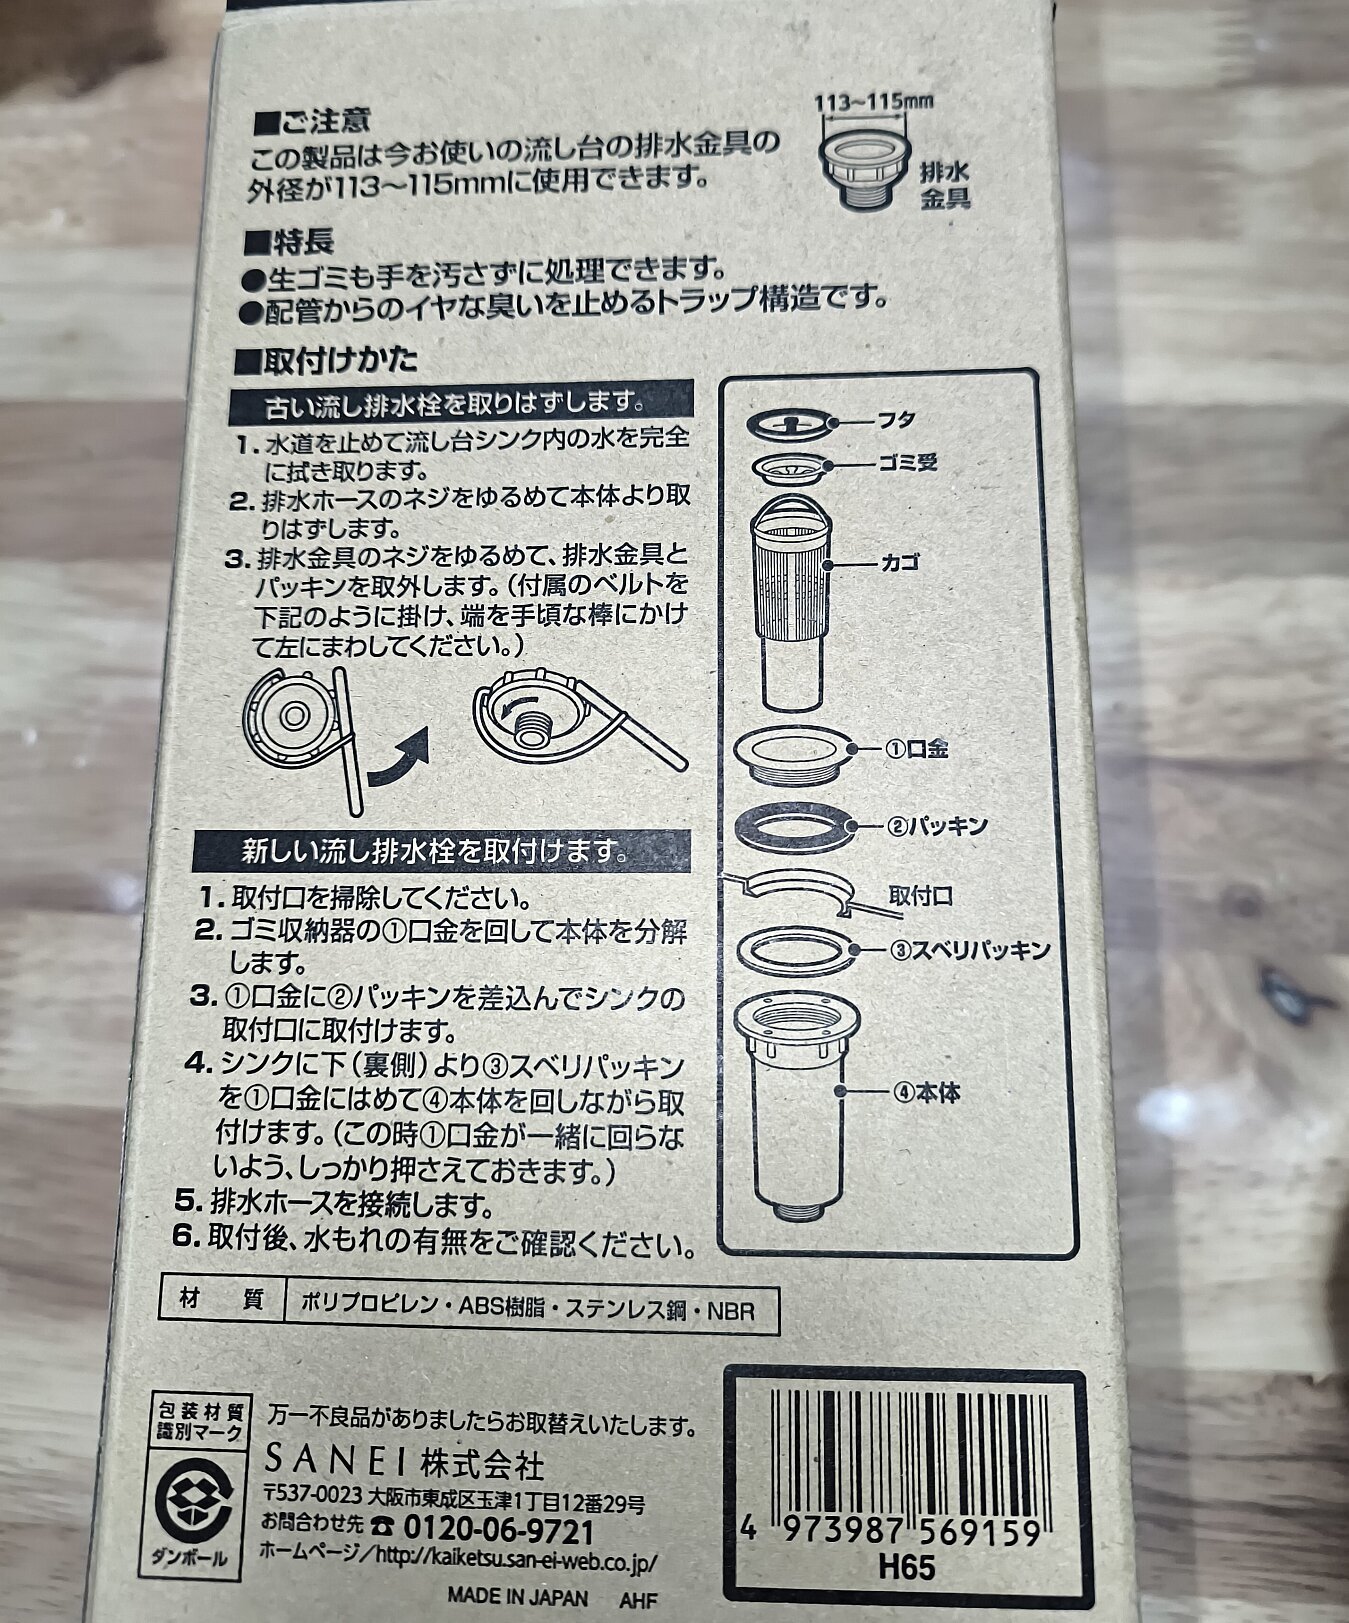 ■ご注意
この製品は今お使いの流し台の排水金具の
外径が113～115mmに使用できます。
113~115mm
排水
金具
■特長
●生ゴミも手を汚さずに処理できます。
●配管からのイヤな臭いを止めるトラップ構造です。
■取付けかた
古い流し排水栓を取りはずします。
1. 水道を止めて流し台シンク内の水を完全
に拭き取ります。
2. 排水ホースのネジをゆるめて本体より取
りはずします。
3. 排水金具のネジをゆるめて、排水金具と
パッキンを取外します。(付属のベルトを
下記のように掛け、端を手頃な棒にかけ
て左にまわしてください。)
新しい流し排水栓を取付けます。
1. 取付口を掃除してください。
2. ゴミ収納器の①口金を回して本体を分解
します。
3. ①口金に②パッキンを差込んでシンクの
取付口に取付けます。
4. シンクに下(裏側)より③スベリパッキン
を①口金にはめて④本体を回しながら取
付けます。(この時①口金が一緒に回らな
いよう、しっかり押さえておきます。)
5. 排水ホースを接続します。
6. 取付後、水もれの有無をご確認ください。
フタ
ゴミ受
カゴ
①口金
②パッキン
取付口
③スベリパッキン
④本体
材 質 ポリプロピレン・ABS樹脂・ステンレス鋼・NBR
包装材質
識別マーク
ダンボール
万一不良品がありましたらお取替えいたします。
SANEI株式会社
〒537-0023 大阪市東成区玉津1丁目12番29号
お問合わせ先 ☎ 0120-06-9721
ホームページ/http://kaiketsu.san-ei-web.co.jp/
MADE IN JAPAN AHF
4 973987 569159
H65